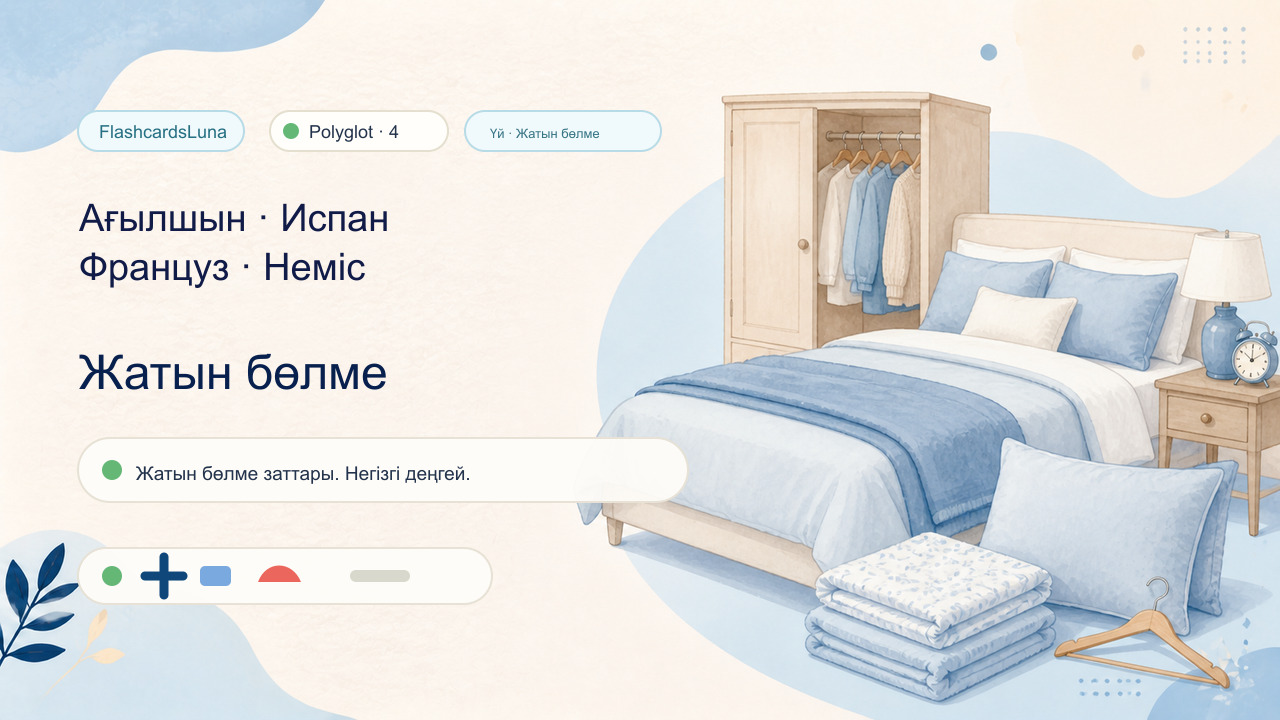 FlashcardsLuna
Polyglot · 4
Үй · Жатын бөлме
Ағылшын · Испан
Француз · Неміс
Жатын бөлме
Жатын бөлме заттары. Негізгі деңгей.